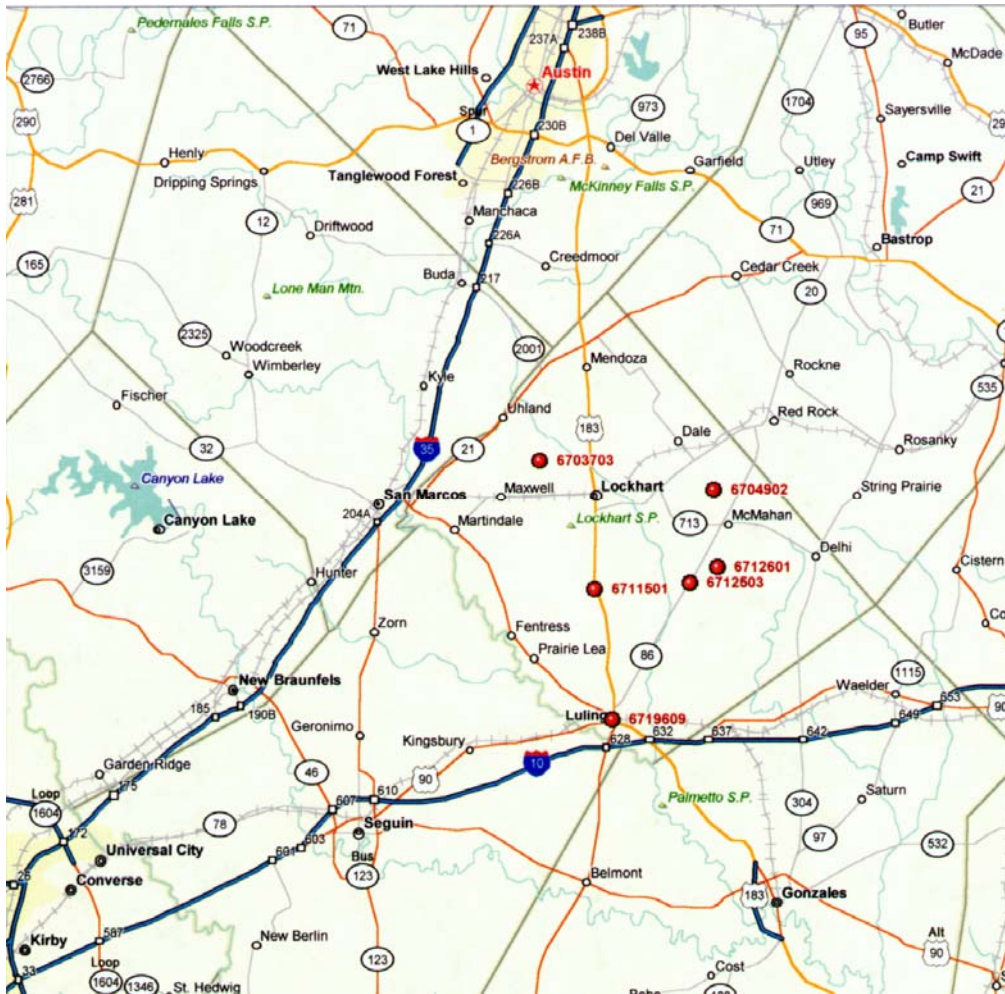 Pedernales Falls S.P.
71
237A
238B
95
Butler
McDade
2766
West Lake Hills
Austin
973
1704
Sayersville
290
Spur
1
230B
Del Valle
290
Henly
Bergstrom A.F.B.
Garfield
Utley
Camp Swift
Dripping Springs
Tanglewood Forest
226B
McKinney Falls S.P.
281
969
21
12
Driftwood
Manchaca
226A
71
Bastrop
165
Buda
217
Creedmoor
Cedar Creek
Lone Man Mtn.
20
2325
Woodcreek
2001
Mendoza
Wimberley
Kyle
Rockne
535
Fischer
Uhland
Red Rock
183
32
35
21
Dale
Rosanky
6703703
Canyon Lake
San Marcos
Maxwell
Lockhart
6704902
String Prairie
204A
Canyon Lake
Martindale
Lockhart S.P.
713
McMahan
Delhi
3159
Hunter
6711501
6712601
6712503
Cistern
Zorn
Fentress
Prairie Lea
86
New Braunfels
1115
Waelder
185
190B
Luling
6719609
649
653
90
Geronimo
Kingsbury
628
632
637
642
Garden Ridge
46
90
10
175
Loop
1604
610
607
Palmetto S.P.
Saturn
304
78
Seguin
97
172
603
532
Universal City
601
Bus
123
Converse
Belmont
183
Gonzales
Kirby
587
New Berlin
Alt
90
33
Loop
1604
123
Cost
1346
St. Hedwig